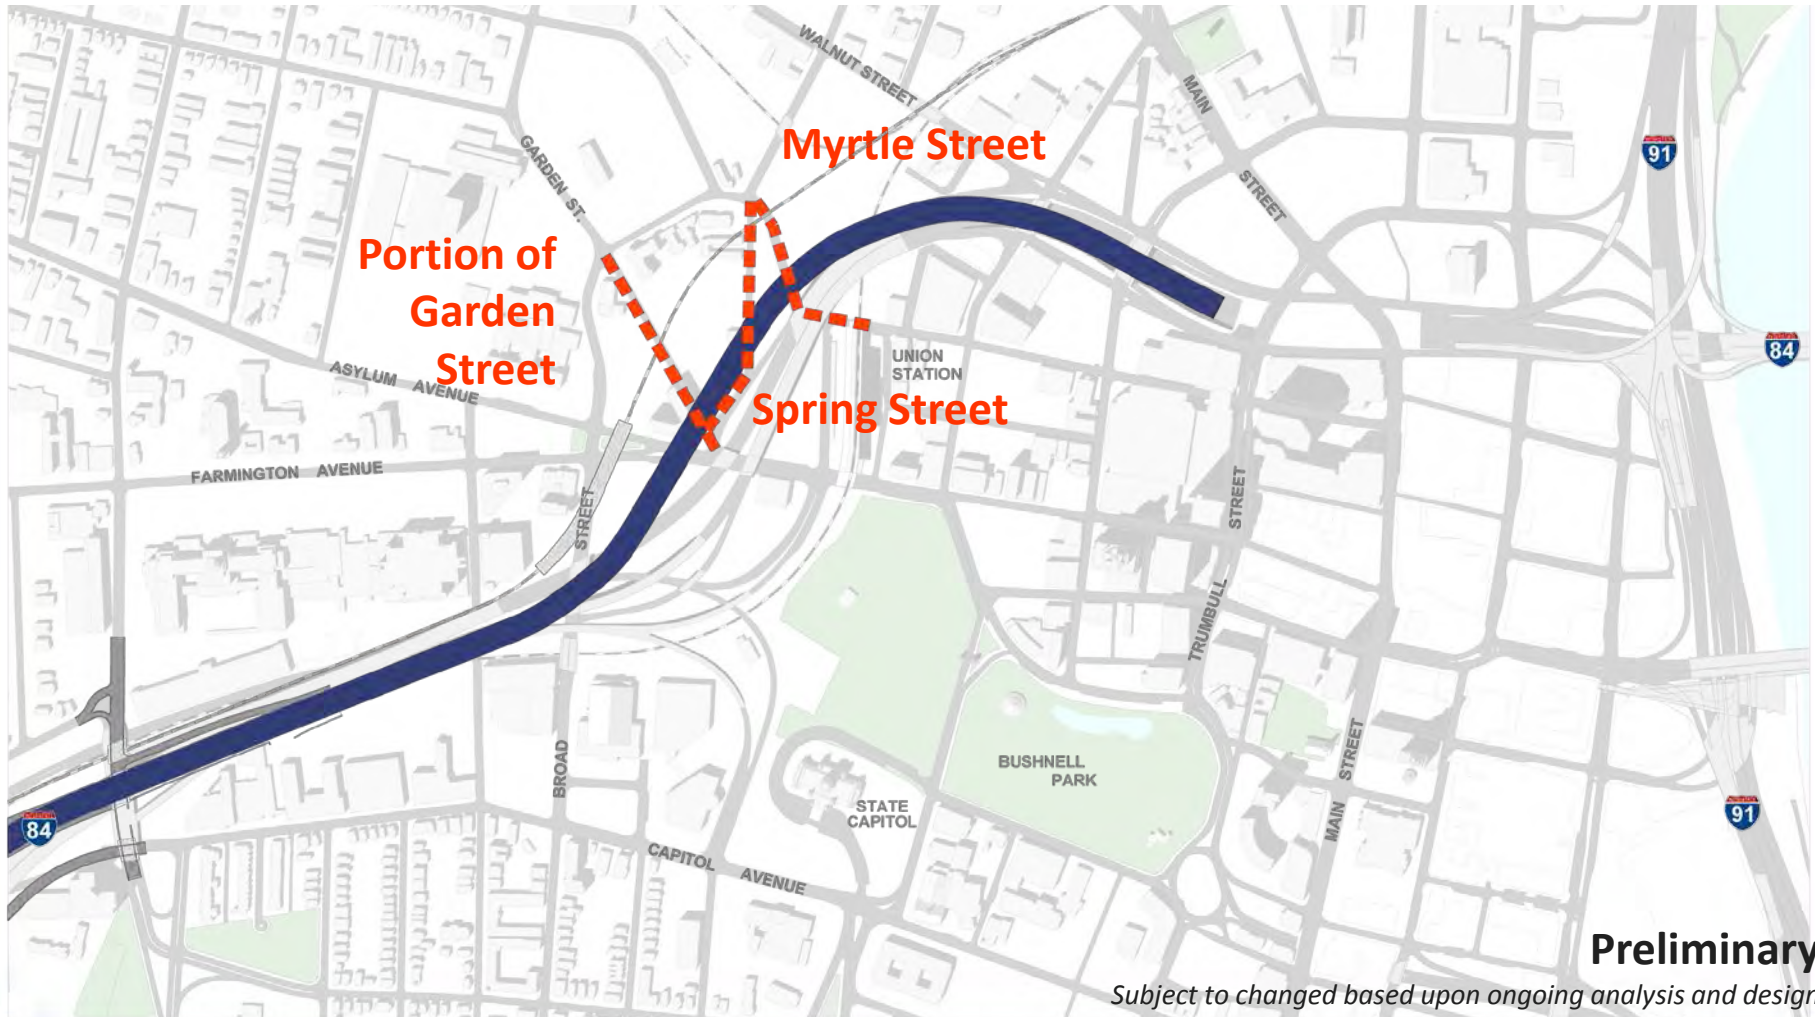 WALNUT STREET
MAIN
STREET
91
Myrtle Street
GARDEN ST.
Portion of
Garden
Street
ASYLUM AVENUE
UNION
STATION
84
Spring Street
FARMINGTON AVENUE
STREET
STREET
TRUMBULL
BROAD
BUSHNELL
PARK
STATE
CAPITOL
MAIN STREET
84
91
CAPITOL AVENUE
Preliminary
Subject to changed based upon ongoing analysis and design